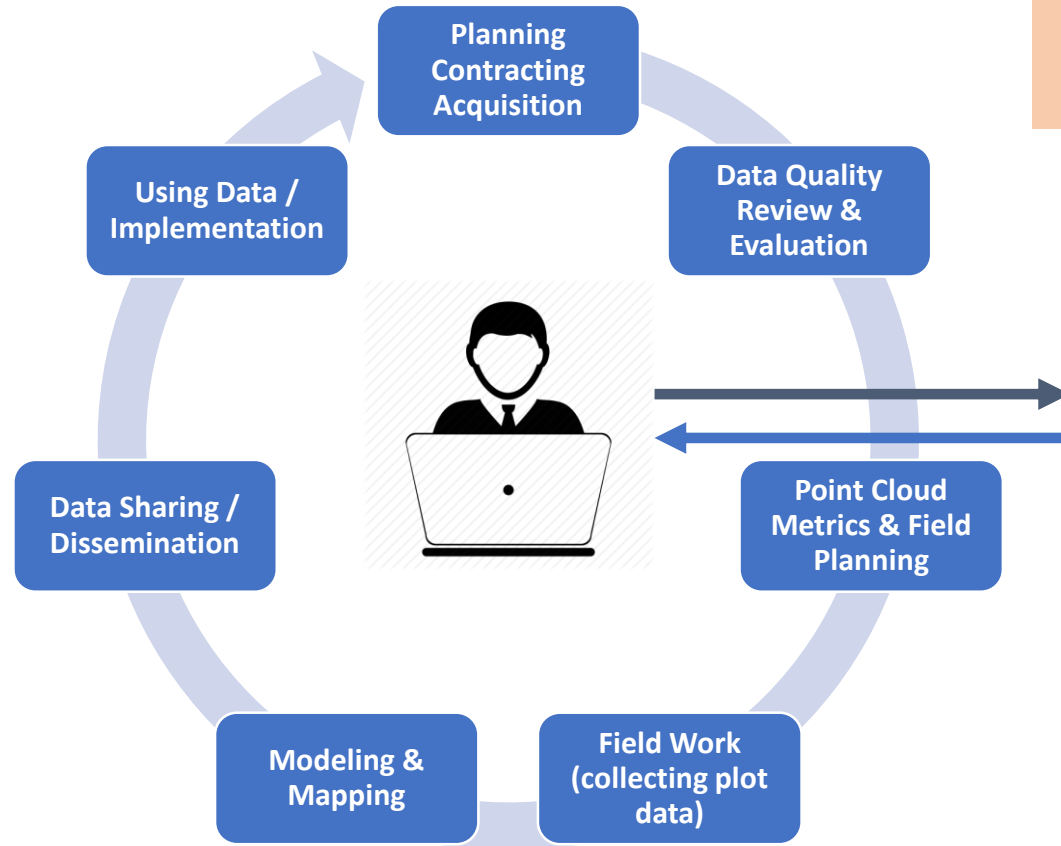 Planning
Contracting
Acquisition
Data Quality
Review &
Evaluation
Point Cloud
Metrics & Field
Planning
Field Work
(collecting plot
data)
Modeling &
Mapping
Data Sharing /
Dissemination
Using Data /
Implementation